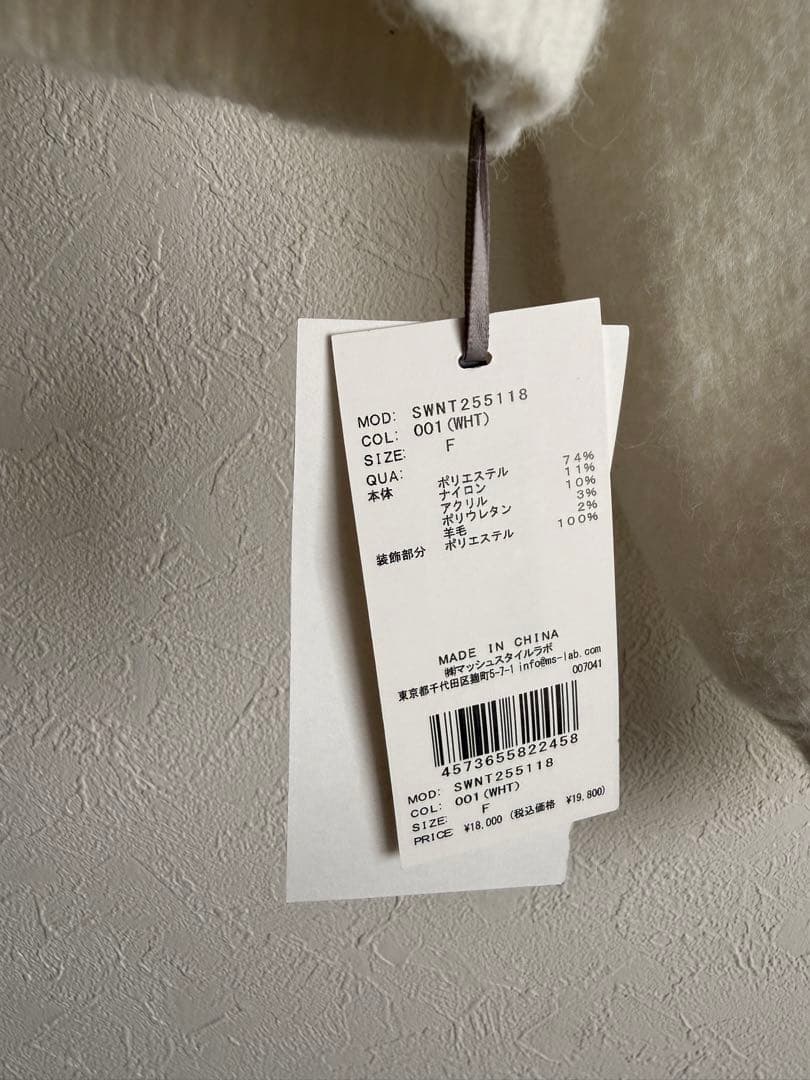 MOD: SWNT255118
COL: 001(WHT)
SIZE: F
QUA:
本体 ポリエステル 74%
ナイロン 11%
アクリル 10%
ポリウレタン 3%
羊毛 2%
装飾部分 ポリエステル 100%
MADE IN CHINA
㈱マッシュスタイルラボ
東京都千代田区麹町5-7-1 info@ms-lab.com
007041
4573655822458
MOD: SWNT255118
COL: 001(WHT)
SIZE: F
PRICE ¥18,000 (税込価格 ¥19,800)